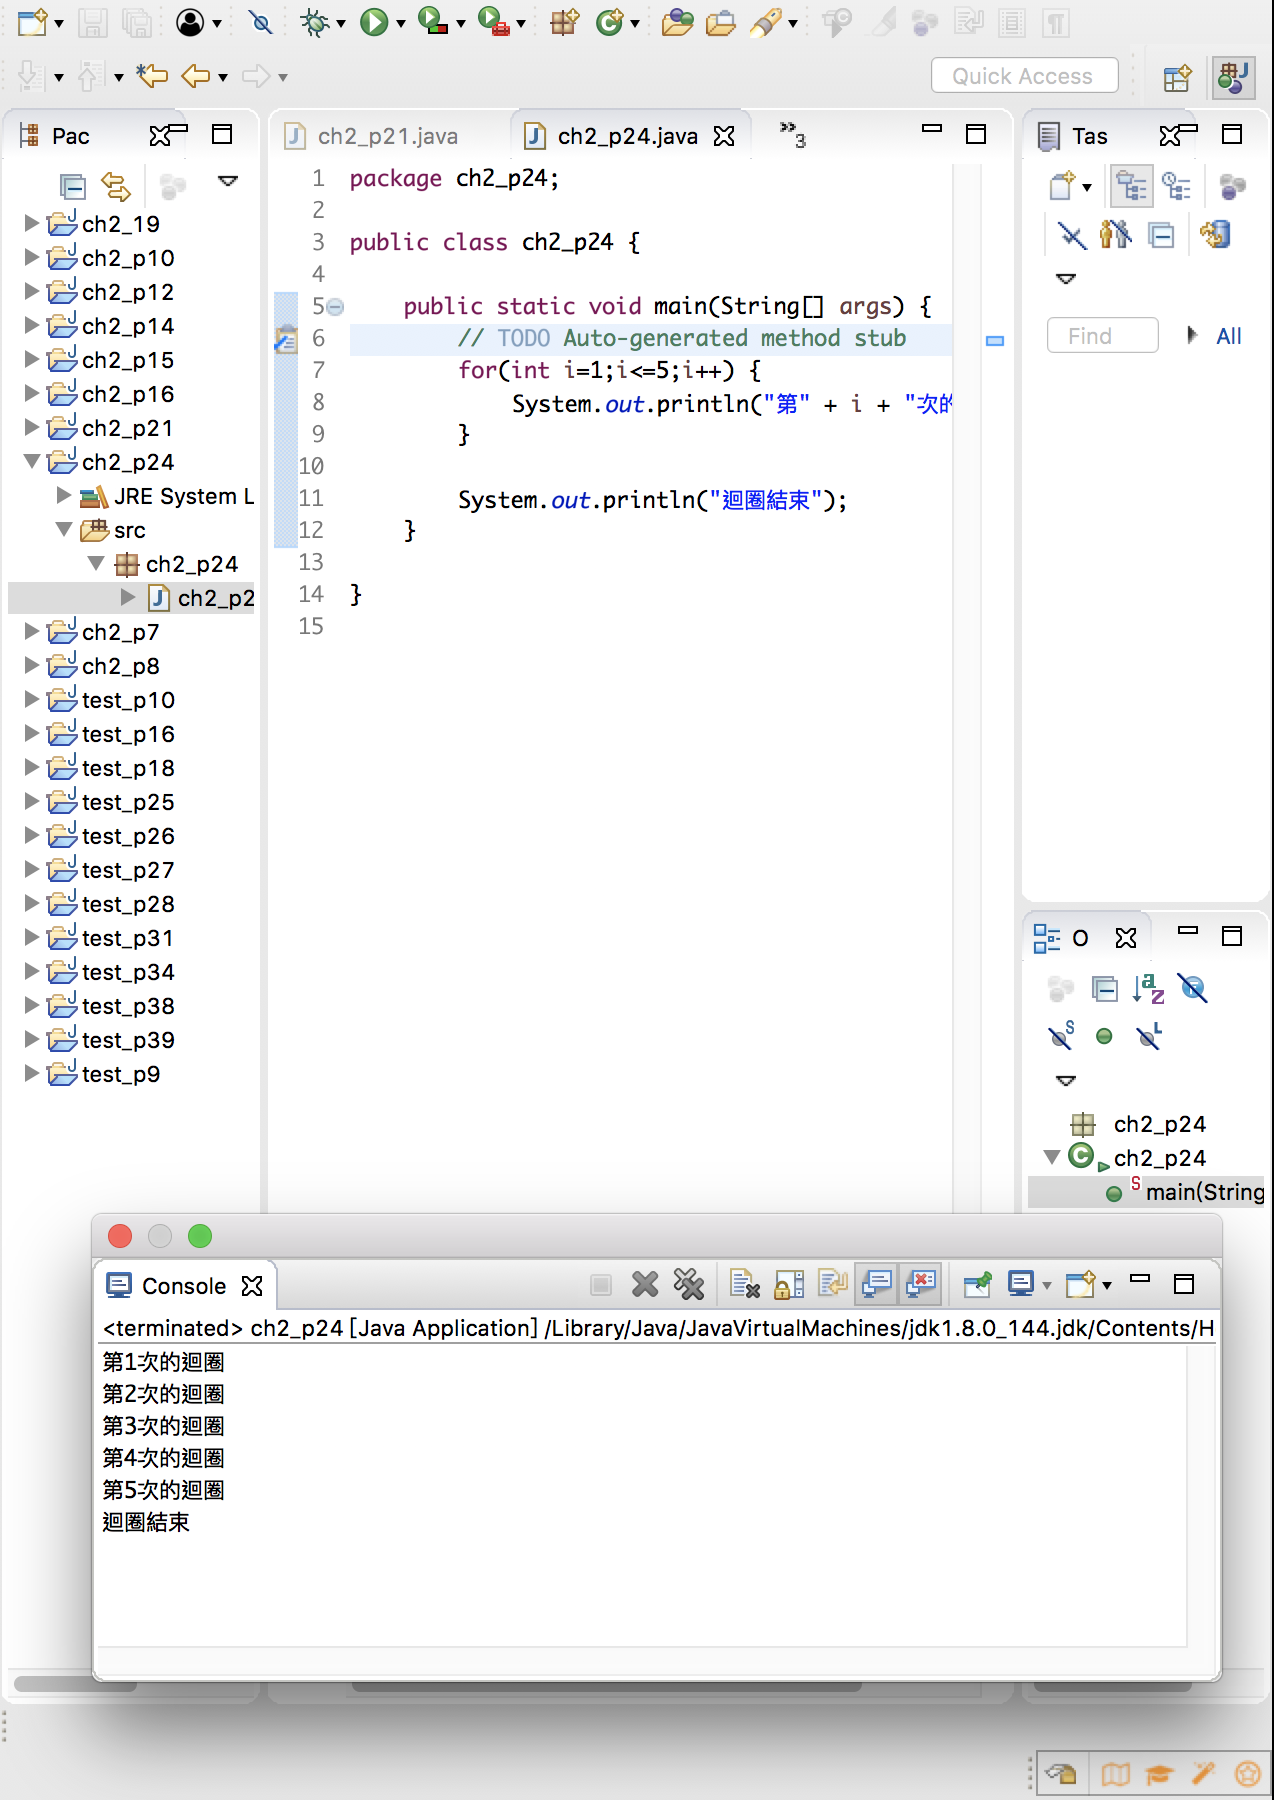 Quick Access
Pac
ch2_p21.java
ch2_p24.java
3
Tas
ch2_19
ch2_p10
ch2_p12
ch2_p14
ch2_p15
ch2_p16
ch2_p21
ch2_p24
JRE System L
src
ch2_p24
ch2_p2
ch2_p7
ch2_p8
test_p10
test_p16
test_p18
test_p25
test_p26
test_p27
test_p28
test_p31
test_p34
test_p38
test_p39
test_p9
1 package ch2_p24;
2
3 public class ch2_p24 {
4
5 public static void main(String[] args) {
6 // TODO Auto-generated method stub
7 for(int i=1;i<=5;i++) {
8 System.out.println("第" + i + "次的
9 }
10
11 System.out.println("迴圈結束");
12 }
13
14 }
15
Find
All
O
ch2_p24
ch2_p24
main(String
Console
<terminated> ch2_p24 [Java Application] /Library/Java/JavaVirtualMachines/jdk1.8.0_144.jdk/Contents/H
第1次的迴圈
第2次的迴圈
第3次的迴圈
第4次的迴圈
第5次的迴圈
迴圈結束